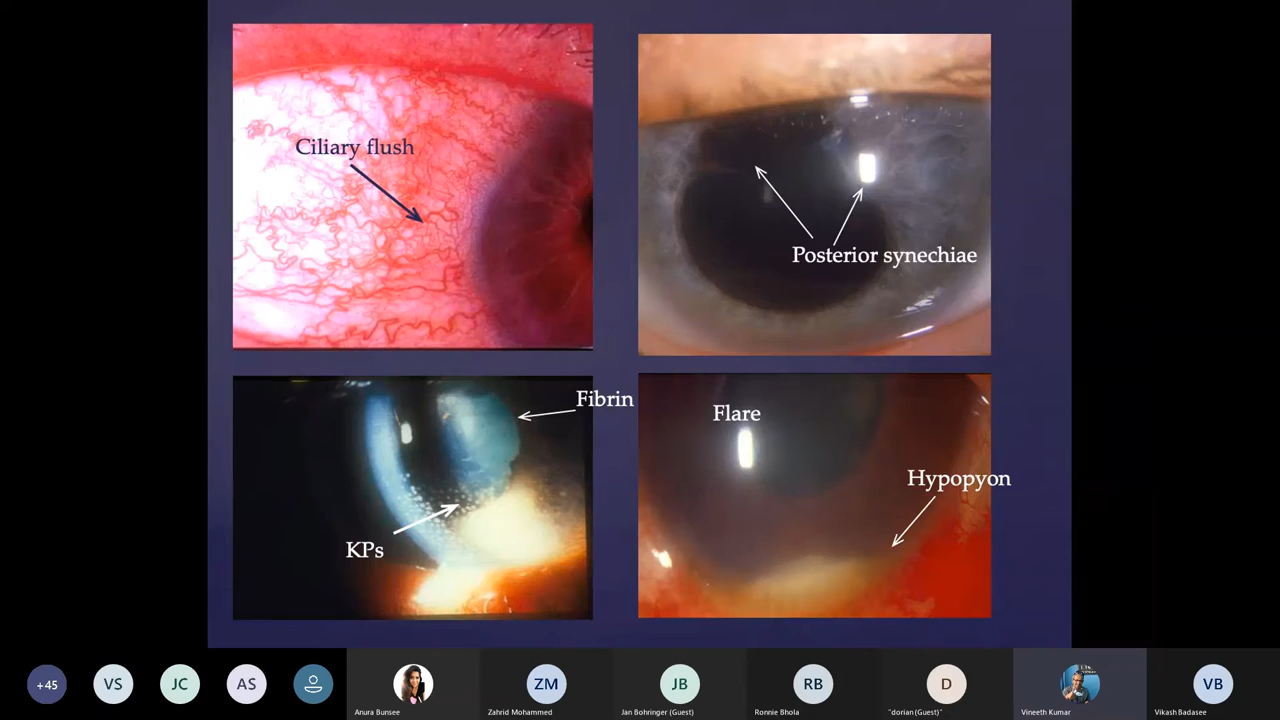 Ciliary flush
Posterior synechiae
Fibrin
KPs
Flare
Hypopyon
+45
VS
JC
AS
Anura Bunsee
ZM
Zahrid Mohammed
JB
Jan Bohringer (Guest)
RB
Ronnie Bhola
D
"dorian (Guest)"
Vineeth Kumar
VB
Vikash Badasee